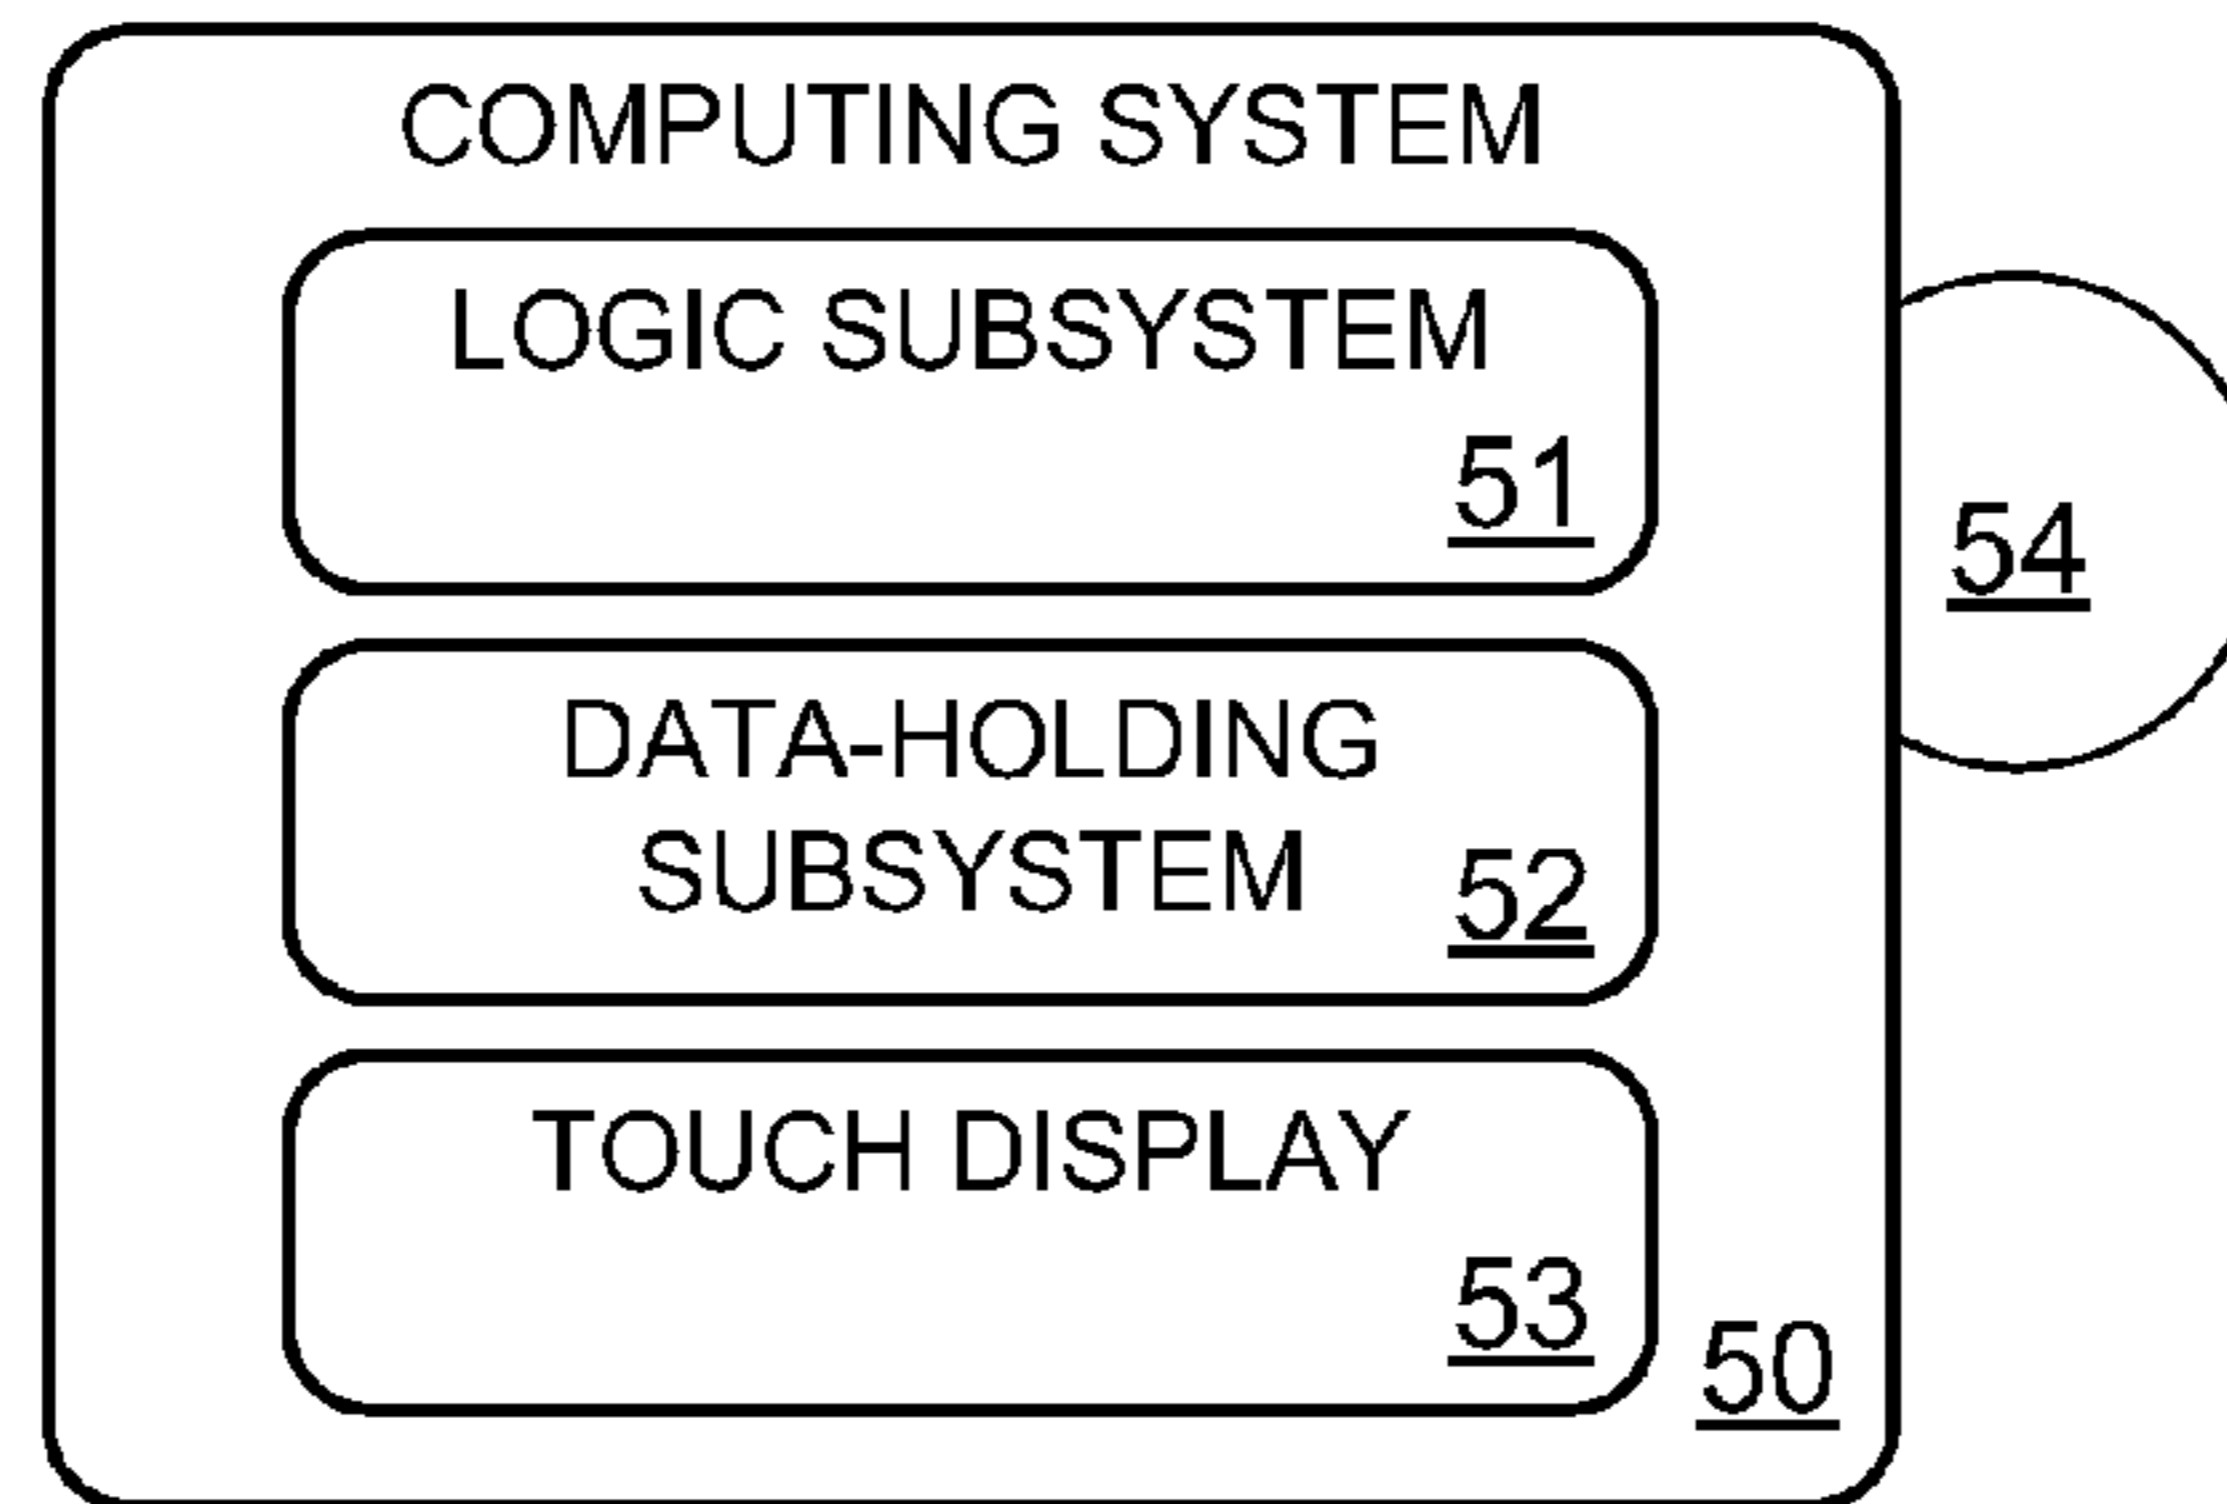 COMPUTING SYSTEM
LOGIC SUBSYSTEM
51
54
DATA-HOLDING
SUBSYSTEM 52
TOUCH DISPLAY
53
50